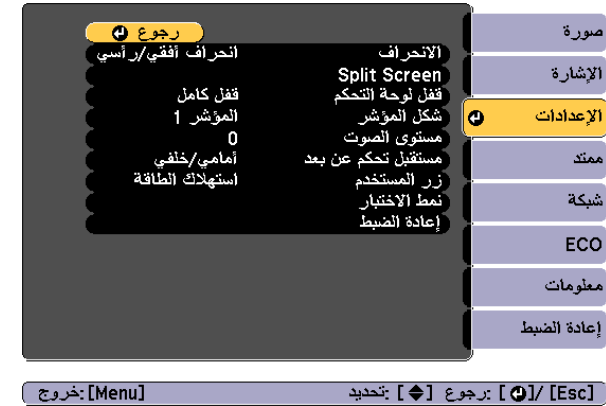 صورة
الإشارة
الإعدادات
ممتد
شبكة
ECO
معلومات
إعادة الضبط
رجوع
الانحراف انحراف أفقي/رأسي
Split Screen
قفل لوحة التحكم قفل كامل
شكل المؤشر المؤشر 1
مستوى الصوت 0
مستقبل تحكم عن بعد أمامي/خلفي
زر المستخدم استهلاك الطاقة
نمط الاختبار
إعادة الضبط
[Esc] /[ ] :رجوع [ ] :تحديد [Menu] :خروج